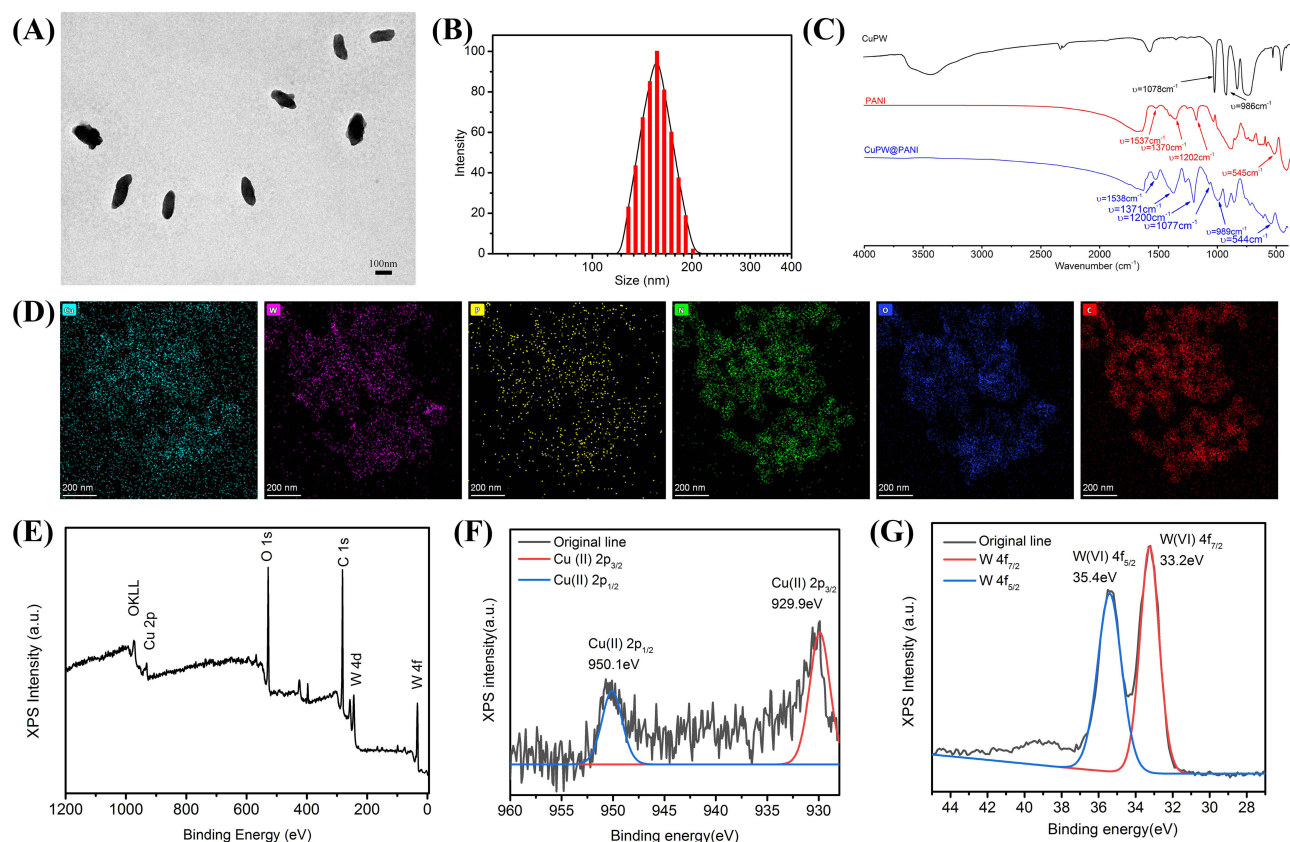 (A)
100nm
(B)
Intensity
100
80
60
40
20
0
100
200
300
400
Size (nm)
(C)
CuPW
υ=1078cm-1
υ=986cm-1
PANI
υ=1537cm-1
υ=1370cm-1
υ=1202cm-1
υ=545cm-1
CuPW@PANI
υ=1538cm-1
υ=1371cm-1
υ=1200cm-1
υ=1077cm-1
υ=989cm-1
υ=544cm-1
4000
3000
2000
1500
1000
500
Wavenumber (cm-1)
(D)
Cu
200 nm
W
200 nm
P
200 nm
N
200 nm
O
200 nm
C
200 nm
(E)
XPS Intensity (a.u.)
OKLL
Cu 2p
O 1s
C 1s
W 4d
W 4f
1200
1000
800
600
400
200
0
Binding Energy (eV)
(F)
XPS intensity(a.u.)
Original line
Cu (II) 2p3/2
Cu(II) 2p1/2
Cu(II) 2p1/2
950.1eV
Cu(II) 2p3/2
929.9eV
960
955
950
945
940
935
930
Binding energy(eV)
(G)
XPS Intensity (a.u.)
Original line
W 4f7/2
W 4f5/2
W(VI) 4f5/2
35.4eV
W(VI) 4f7/2
33.2eV
44
42
40
38
36
34
32
30
28
26
Binding energy(eV)